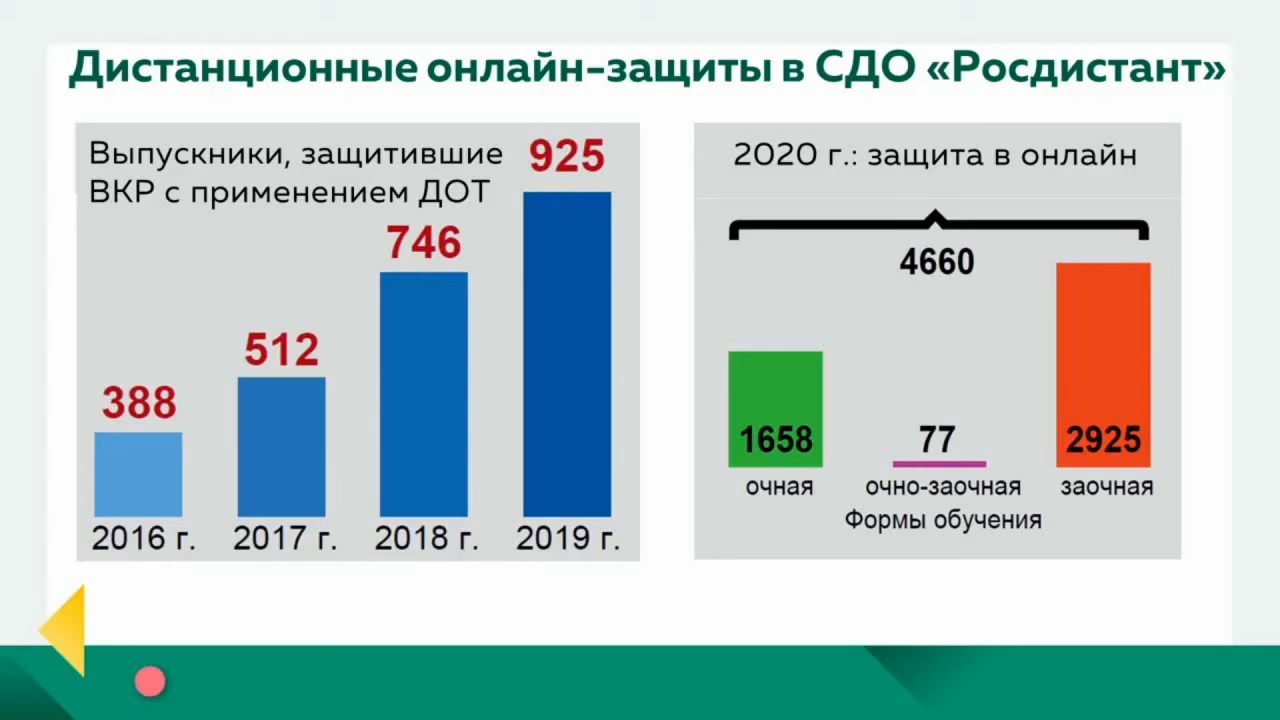 Дистанционные онлайн-защиты в СДО «Росдистант»
Выпускники, защитившие
ВКР с применением ДОТ
925
746
512
388
2016 г.
2017 г.
2018 г.
2019 г.
2020 г.: защита в онлайн
4660
1658
77
2925
очная
очно-заочная
заочная
Формы обучения